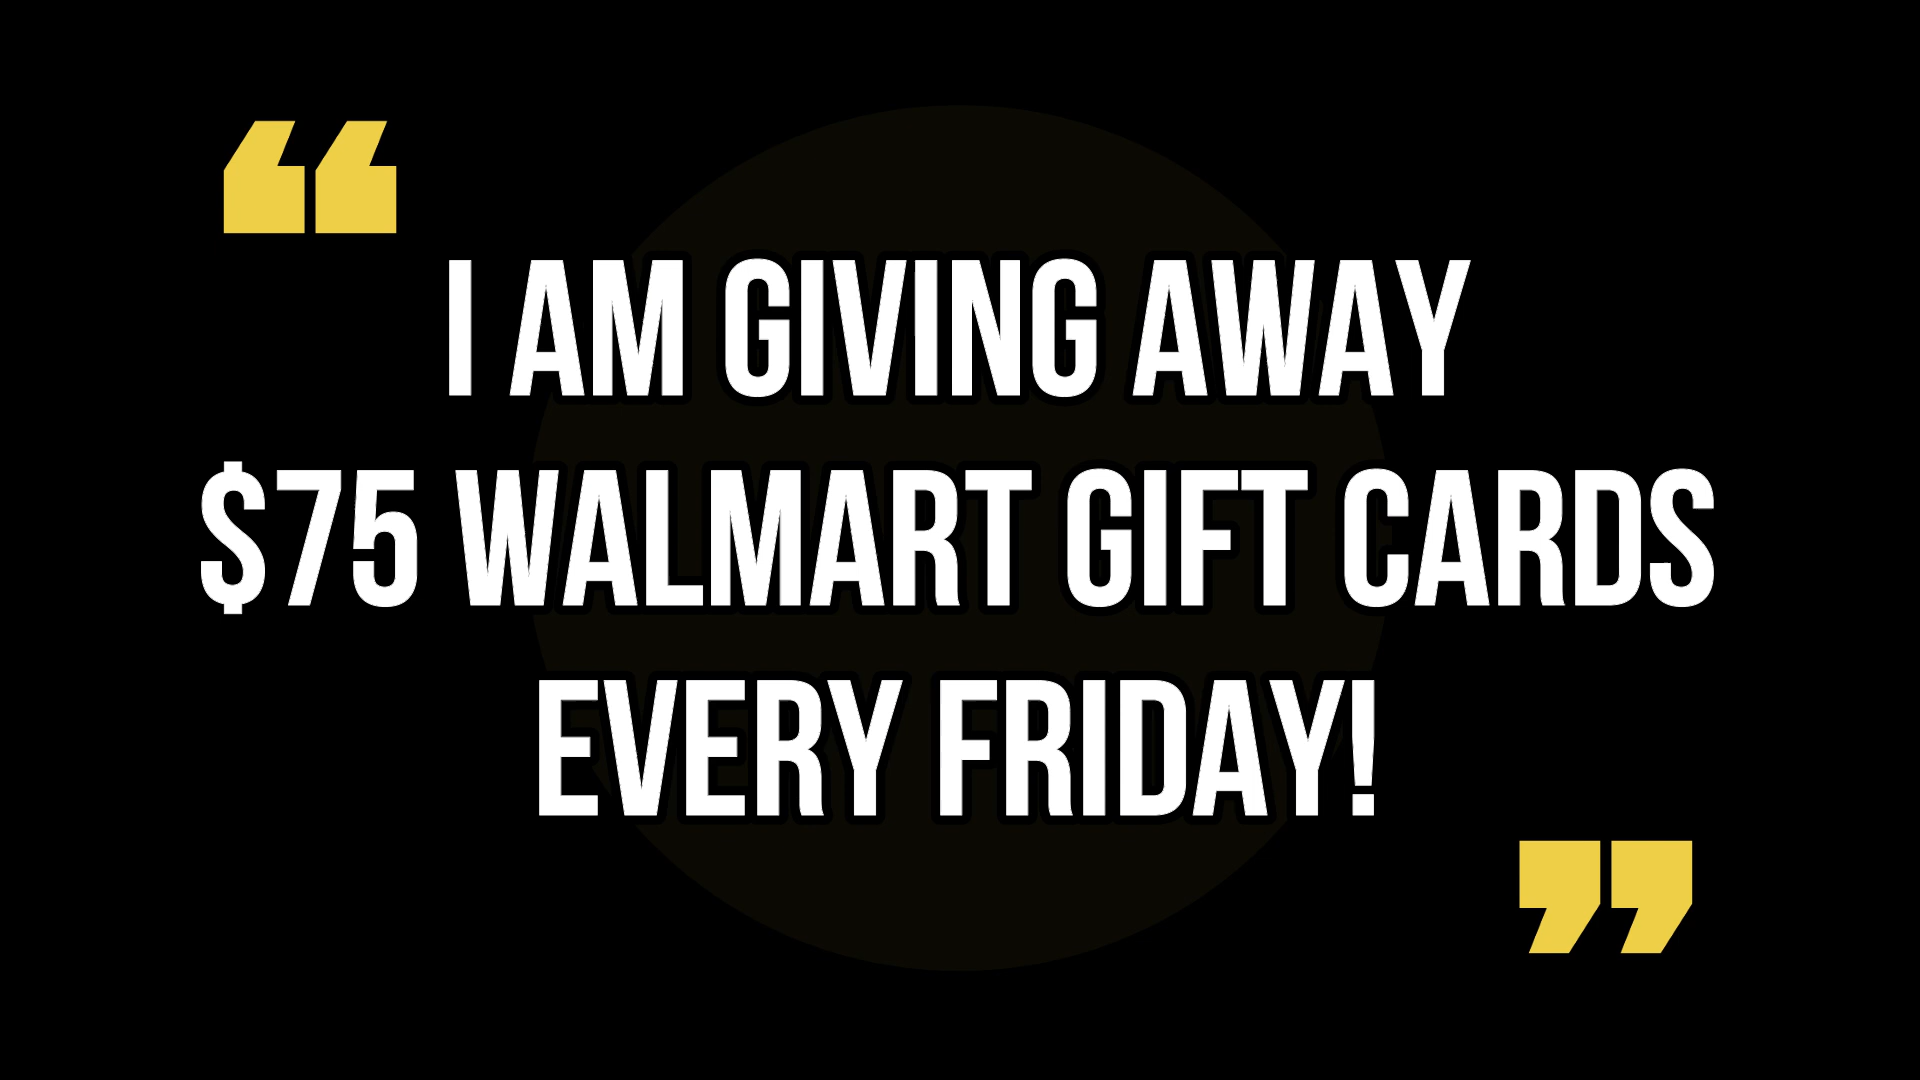 “
I AM GIVING AWAY
$75 WALMART GIFT CARDS
EVERY FRIDAY!
”